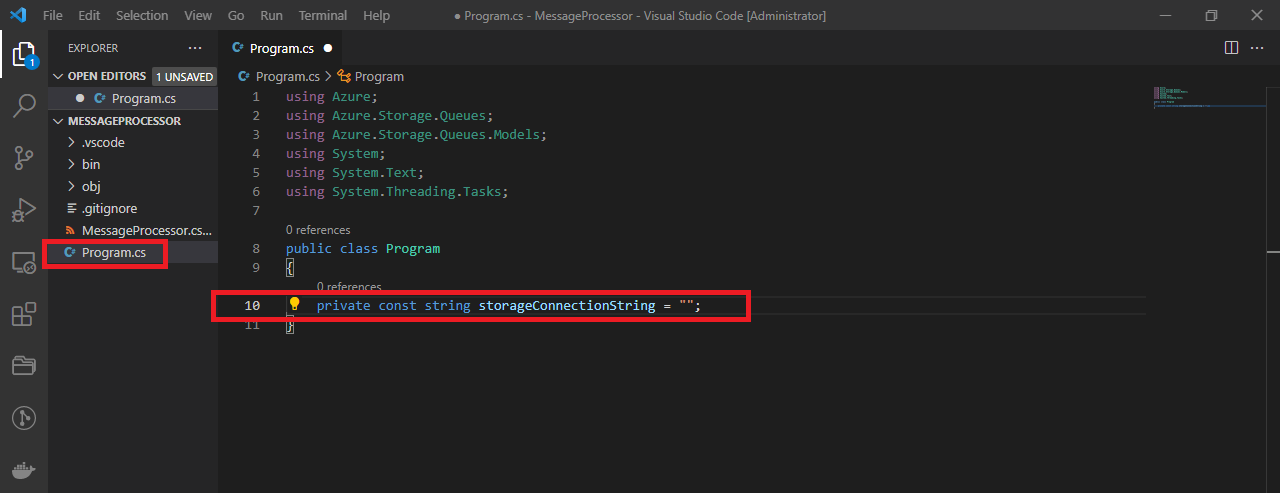 File Edit Selection View Go Run Terminal Help ● Program.cs - MessageProcessor - Visual Studio Code [Administrator]
EXPLORER ···
C# Program.cs ●
OPEN EDITORS 1 UNSAVED
● C# Program.cs
MESSAGEPROCESSOR
> .vscode
> bin
> obj
.gitignore
MessageProcessor.cs...
C# Program.cs
1
C# Program.cs > Program
1 using Azure;
2 using Azure.Storage.Queues;
3 using Azure.Storage.Queues.Models;
4 using System;
5 using System.Text;
6 using System.Threading.Tasks;
7
0 references
8 public class Program
9 {
0 references
10 private const string storageConnectionString = "";
11 }